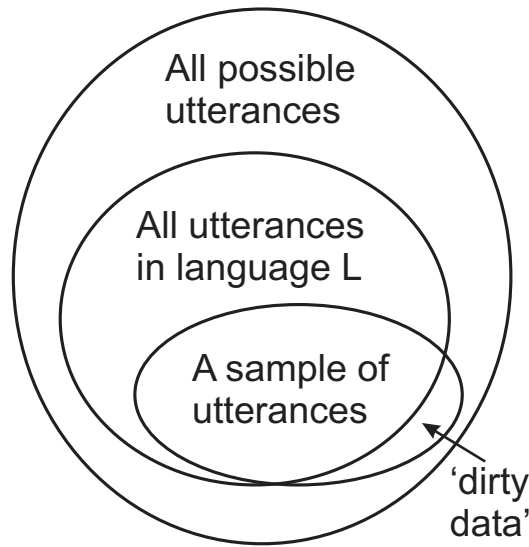 All possible
utterances
All utterances
in language L
A sample of
utterances
‘dirty
data’